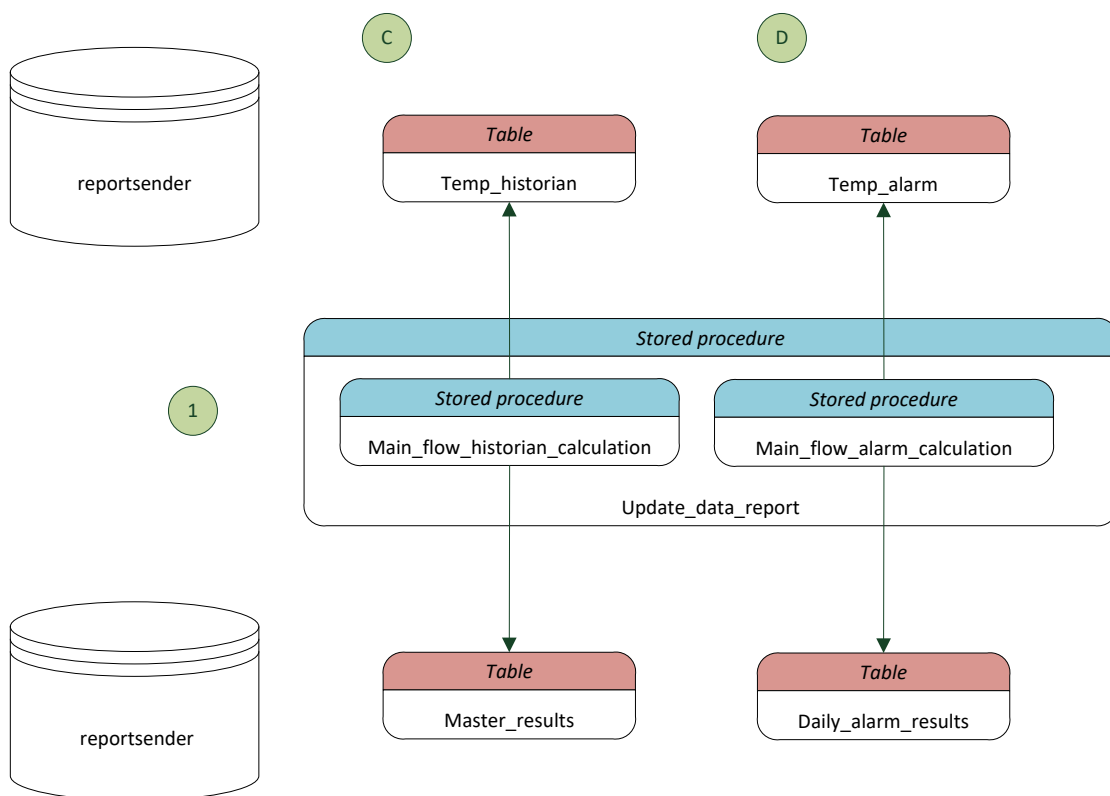 C
D
Table
Table
reportsender
Temp_historian
Temp_alarm
Stored procedure
1
Stored procedure
Stored procedure
Main_flow_historian_calculation
Main_flow_alarm_calculation
Update_data_report
Table
Table
reportsender
Master_results
Daily_alarm_results